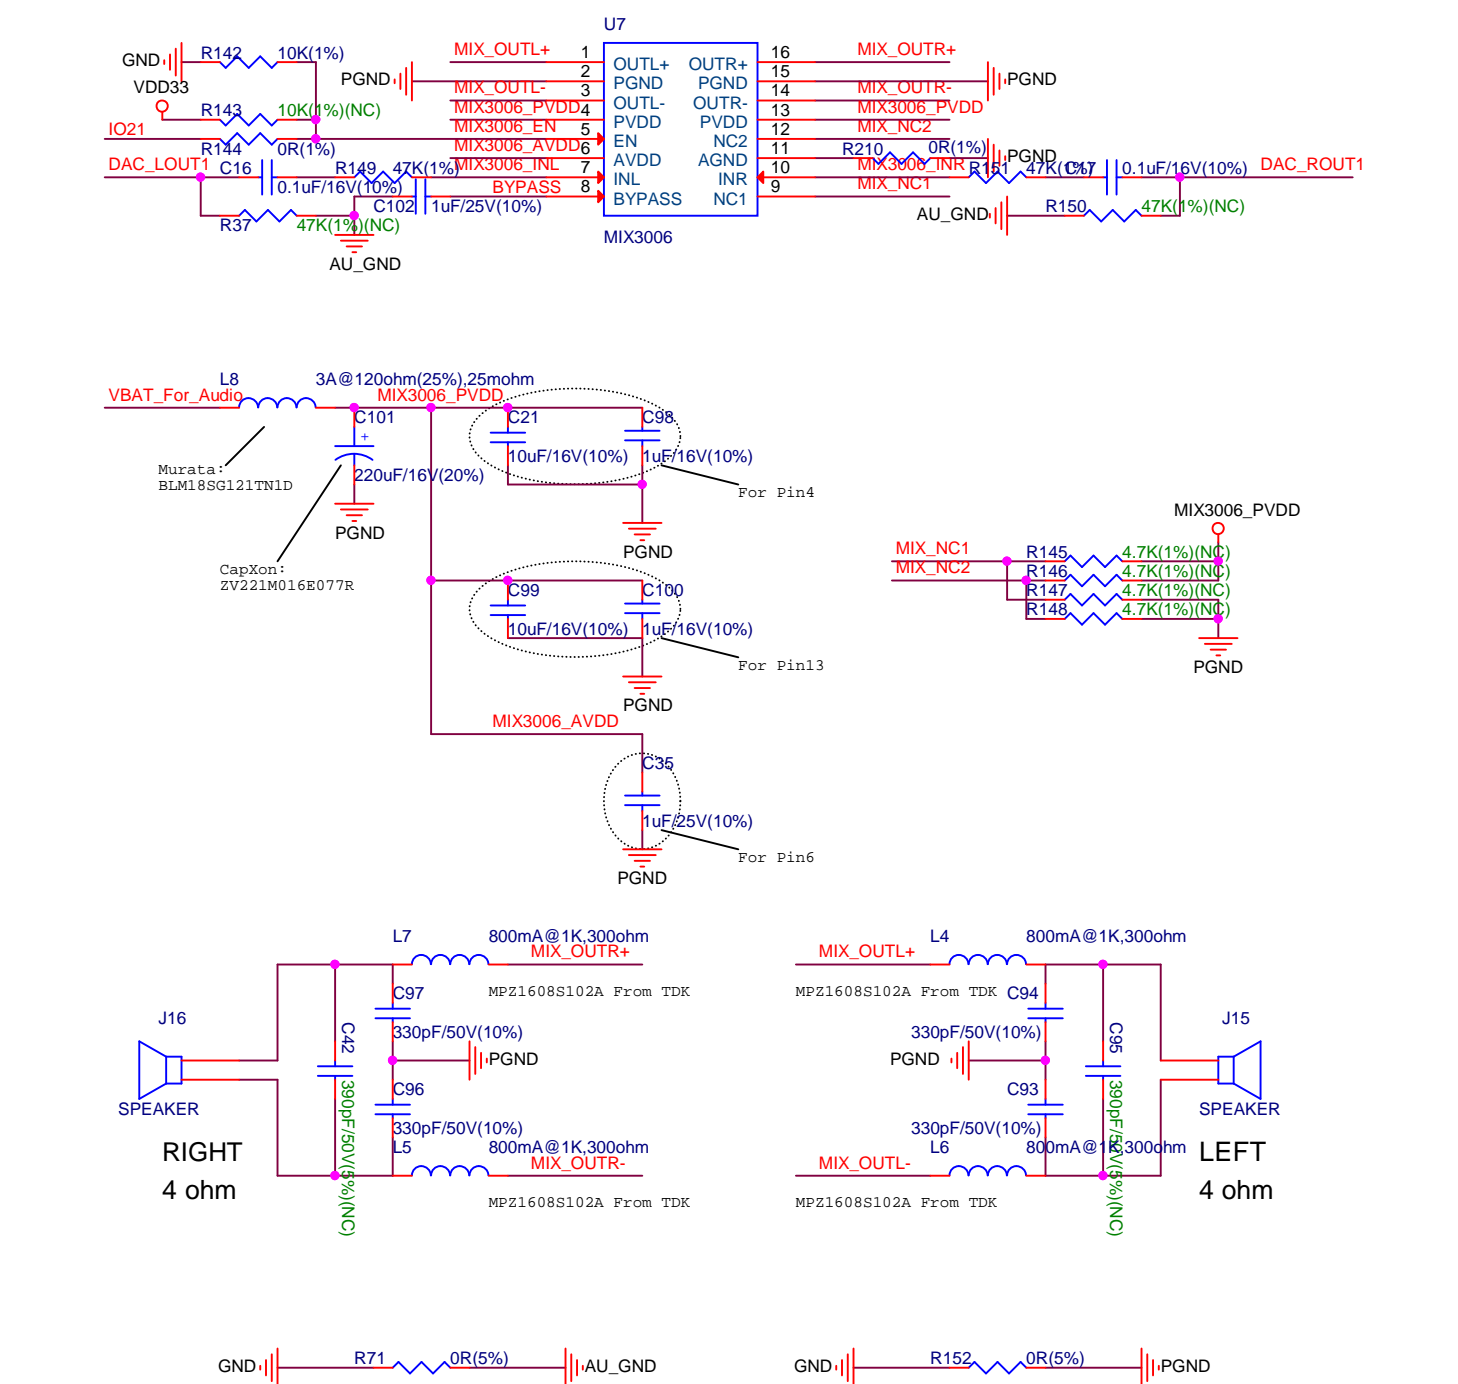 U7
GND
R142
10K(1%)
VDD33
R143
10K(1%)(NC)
IO21
R144
0R(1%)
DAC_LOUT1
C16
0.1uF/16V(10%)
R149
47K(1%)
R37
47K(1%)(NC)
AU_GND
C102
1uF/25V(10%)
PGND
MIX_OUTL+
MIX_OUTL-
MIX3006_PVDD
MIX3006_EN
MIX3006_AVDD
MIX3006_INL
BYPASS
1
2
3
4
5
6
7
8
OUTL+
PGND
OUTL-
PVDD
EN
AVDD
INL
BYPASS
OUTR+
PGND
OUTR-
PVDD
NC2
AGND
INR
NC1
16
15
14
13
12
11
10
9
MIX3006
MIX_OUTR+
PGND
MIX_OUTR-
MIX3006_PVDD
MIX_NC2
R210
0R(1%)
PGND
MIX3006_INR
R151
47K(1%)
C17
0.1uF/16V(10%)
DAC_ROUT1
MIX_NC1
AU_GND
R150
47K(1%)(NC)
L8
3A@120ohm(25%),25mohm
VBAT_For_Audio
MIX3006_PVDD
C101
+
220uF/16V(20%)
PGND
Murata:
BLM18SG121TN1D
CapXon:
ZV221M016E077R
C21
10uF/16V(10%)
C98
1uF/16V(10%)
For Pin4
PGND
C99
10uF/16V(10%)
C100
1uF/16V(10%)
For Pin13
PGND
MIX3006_AVDD
C35
1uF/25V(10%)
For Pin6
PGND
MIX3006_PVDD
MIX_NC1
MIX_NC2
R145
4.7K(1%)(NC)
R146
4.7K(1%)(NC)
R147
4.7K(1%)(NC)
R148
4.7K(1%)(NC)
PGND
L7
800mA@1K,300ohm
MIX_OUTR+
MPZ1608S102A From TDK
C97
330pF/50V(10%)
J16
SPEAKER
C42
390pF/50V(5%)(NC)
PGND
C96
330pF/50V(10%)
L5
800mA@1K,300ohm
MIX_OUTR-
MPZ1608S102A From TDK
RIGHT
4 ohm
MIX_OUTL+
L4
800mA@1K,300ohm
MPZ1608S102A From TDK
C94
330pF/50V(10%)
PGND
C93
330pF/50V(10%)
C95
390pF/50V(5%)(NC)
J15
SPEAKER
MIX_OUTL-
L6
800mA@1K,300ohm
MPZ1608S102A From TDK
LEFT
4 ohm
GND
R71
0R(5%)
AU_GND
GND
R152
0R(5%)
PGND